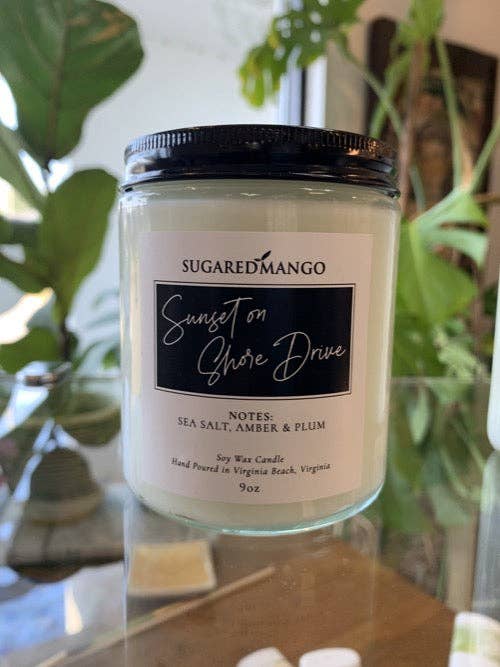 SUGAREDMANGO
Sunset on
Shore Drive
NOTES:
SEA SALT, AMBER & PLUM
Soy Wax Candle
Hand Poured in Virginia Beach, Virginia
9oz